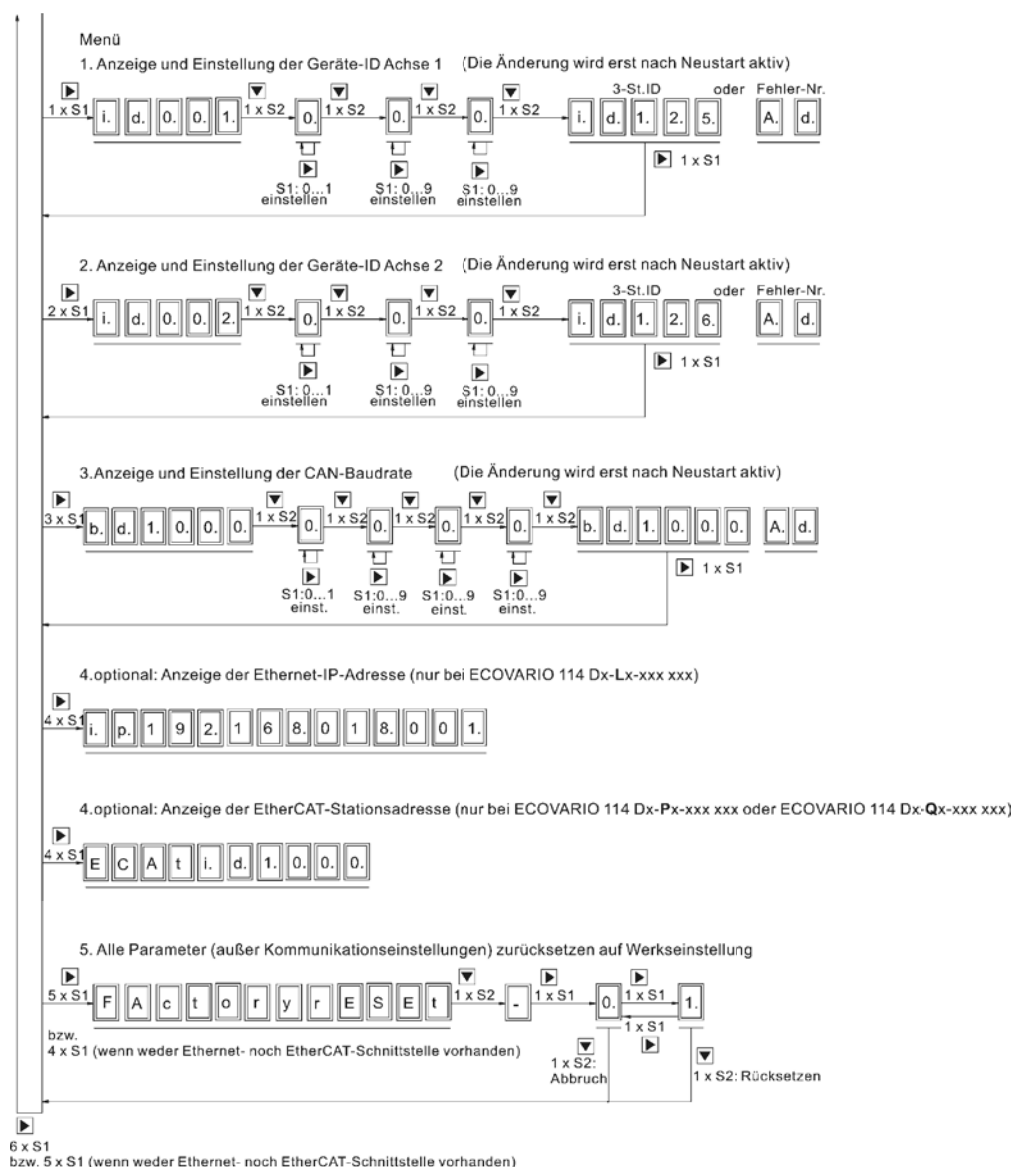 Menü
1. Anzeige und Einstellung der Geräte-ID Achse 1 (Die Änderung wird erst nach Neustart aktiv)
3-St.ID oder Fehler-Nr.
1 x S1 i. d. 0. 0. 1. 1 x S2 0. 1 x S2 0. 1 x S2 0. 1 x S2 i. d. 1. 2. 5. A. d.
1 x S1
S1: 0...1 S1: 0...9 S1: 0...9
einstellen einstellen einstellen
2. Anzeige und Einstellung der Geräte-ID Achse 2 (Die Änderung wird erst nach Neustart aktiv)
3-St.ID oder Fehler-Nr.
2 x S1 i. d. 0. 0. 2. 1 x S2 0. 1 x S2 0. 1 x S2 0. 1 x S2 i. d. 1. 2. 6. A. d.
1 x S1
S1: 0...1 S1: 0...9 S1: 0...9
einstellen einstellen einstellen
3.Anzeige und Einstellung der CAN-Baudrate (Die Änderung wird erst nach Neustart aktiv)
3 x S1 b. d. 1. 0. 0. 0. 1 x S2 0. 1 x S2 0. 1 x S2 0. 1 x S2 0. 1 x S2 b. d. 1. 0. 0. 0. A. d.
1 x S1
S1:0...1 S1:0...9 S1:0...9 S1:0...9
einst. einst. einst. einst.
4.optional: Anzeige der Ethernet-IP-Adresse (nur bei ECOVARIO 114 Dx-Lx-xxx xxx)
4 x S1 i. p. 1 9 2. 1 6 8. 0 1 8. 0 0 1.
4.optional: Anzeige der EtherCAT-Stationsadresse (nur bei ECOVARIO 114 Dx-Px-xxx xxx oder ECOVARIO 114 Dx-Qx-xxx xxx)
4 x S1 E C A t i. d. 1. 0. 0. 0.
5. Alle Parameter (außer Kommunikationseinstellungen) zurücksetzen auf Werkseinstellung
5 x S1 F A c t o r y r E S E t 1 x S2 - 1 x S1 0. 1 x S1 1.
1 x S1
bzw.
4 x S1 (wenn weder Ethernet- noch EtherCAT-Schnittstelle vorhanden)
1 x S2:
Abbruch
1 x S2: Rücksetzen
6 x S1
bzw. 5 x S1 (wenn weder Ethernet- noch EtherCAT-Schnittstelle vorhanden)